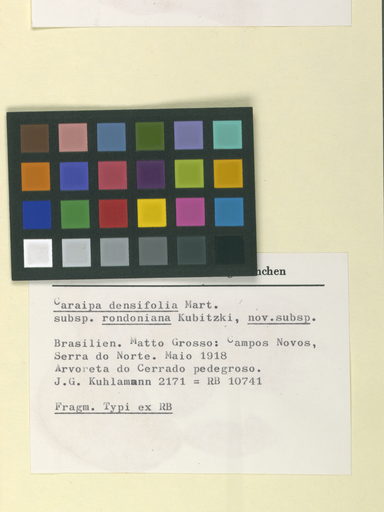 Caraipa densifolia Mart.
subsp. rondoniana Kubitzki, nov.subsp.
Brasilien. Matto Grosso: Campos Novos,
Serra do Norte. Maio 1918
Arvoreta do Cerrado pedegroso.
J.G. Kuhlamann 2171 = RB 10741
Fragm. Typi ex RB